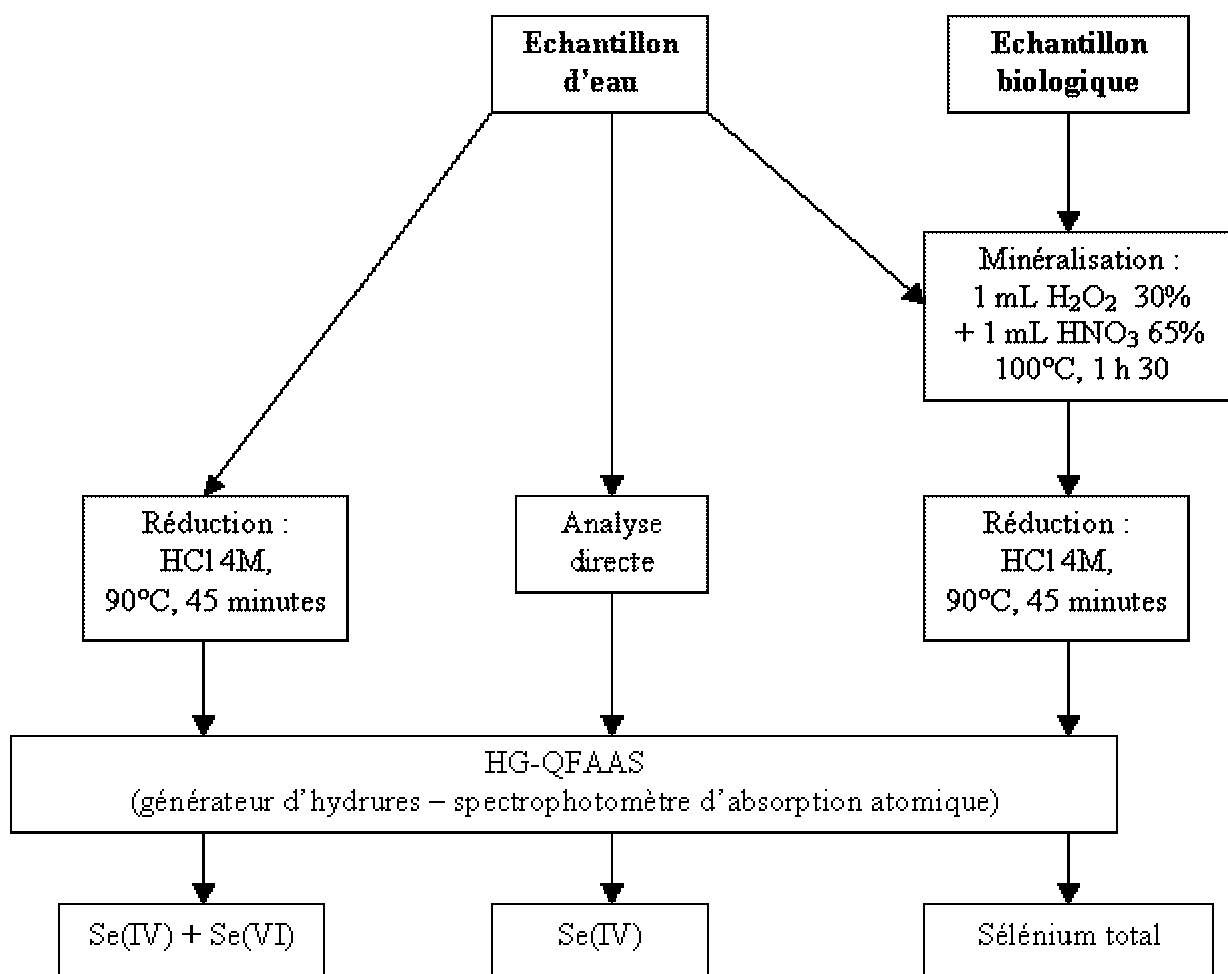 Echantillon
d'eau
Echantillon
biologique
Minéralisation :
1 mL H₂O₂ 30%
+ 1 mL HNO₃ 65%
100°C, 1 h 30
Réduction :
HCl 4M,
90°C, 45 minutes
Analyse
directe
Réduction :
HCl 4M,
90°C, 45 minutes
HG-QFAAS
(générateur d'hydrures – spectrophotomètre d'absorption atomique)
Se(IV) + Se(VI)
Se(IV)
Sélénium total